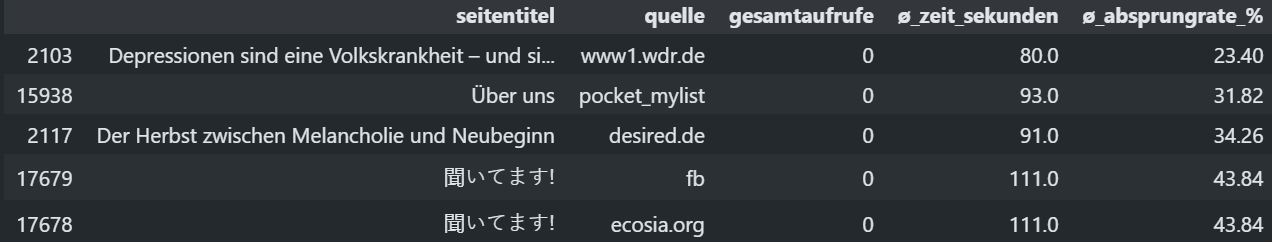 seitentitel quelle gesamtaufrufe ø_zeit_sekunden ø_absprungrate_%
2103 Depressionen sind eine Volkskrankheit – und si... www1.wdr.de 0 80.0 23.40
15938 Über uns pocket_mylist 0 93.0 31.82
2117 Der Herbst zwischen Melancholie und Neubeginn desired.de 0 91.0 34.26
17679 聞いてます! fb 0 111.0 43.84
17678 聞いてます! ecosia.org 0 111.0 43.84